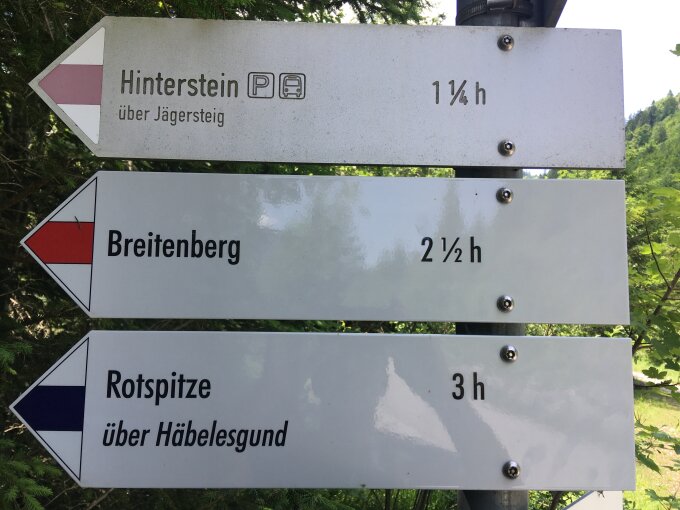 Hinterstein P 1 ¼ h
über Jägersteig
Breitenberg 2 ½ h
Rotspitze 3 h
über Häbelesgund